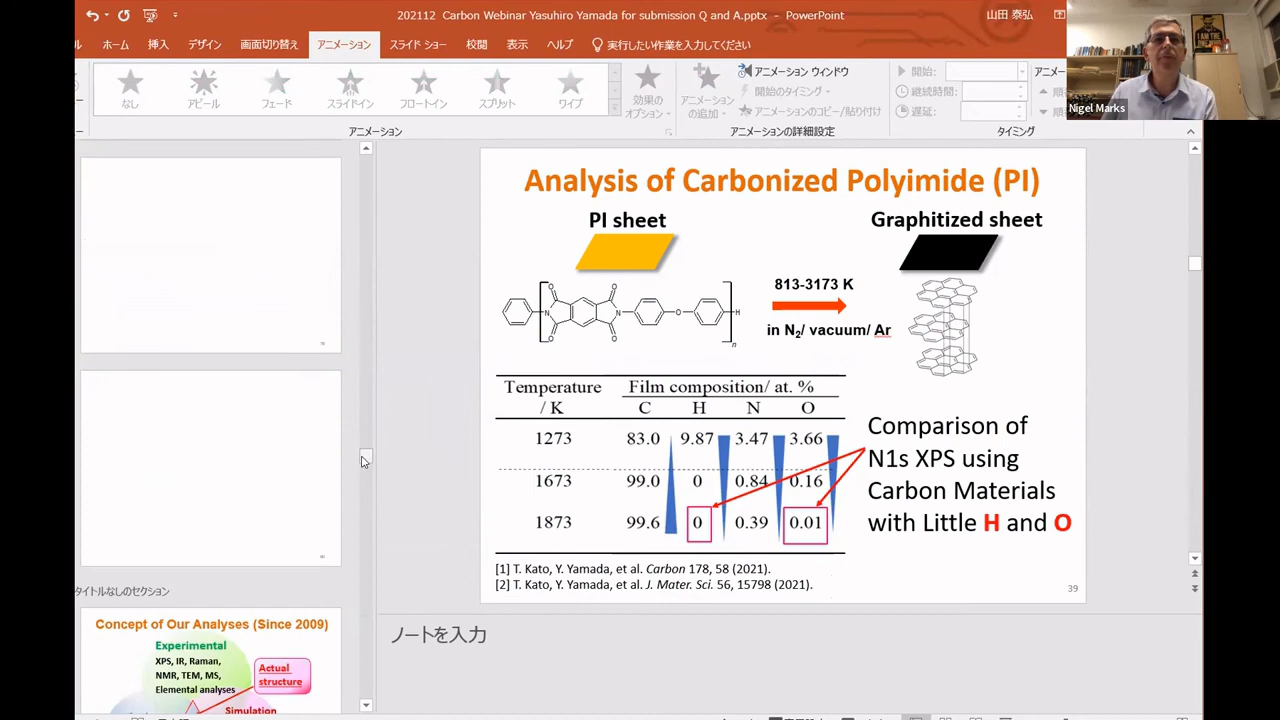 202112 Carbon Webinar Yasuhiro Yamada for submission Q and A.pptx - PowerPoint
山田 泰弘
ホーム 挿入 デザイン 画面切り替え アニメーション スライド ショー 校閲 表示 ヘルプ 実行したい作業を入力してください
なし アピール フェード スライドイン フロートイン スプリット ワイプ
効果の
オプション
アニメーション
の追加
アニメーション ウィンドウ
開始のタイミング
アニメーションのコピー/貼り付け
開始:
継続時間:
遅延:
アニメー
アニメーション
アニメーションの詳細設定
タイミング
I AM THE
Nigel Marks
タイトルなしのセクション
Concept of Our Analyses (Since 2009)
Experimental
XPS, IR, Raman,
NMR, TEM, MS,
Elemental analyses
Actual
structure
Simulation
Analysis of Carbonized Polyimide (PI)
PI sheet
Graphitized sheet
O O
N N O H
O O
n
813-3173 K
in N2/ vacuum/ Ar
Temperature Film composition/ at. %
/ K C H N O
1273 83.0 9.87 3.47 3.66
1673 99.0 0 0.84 0.16
1873 99.6 0 0.39 0.01
Comparison of
N1s XPS using
Carbon Materials
with Little H and O
[1] T. Kato, Y. Yamada, et al. Carbon 178, 58 (2021).
[2] T. Kato, Y. Yamada, et al. J. Mater. Sci. 56, 15798 (2021).
39
ノートを入力